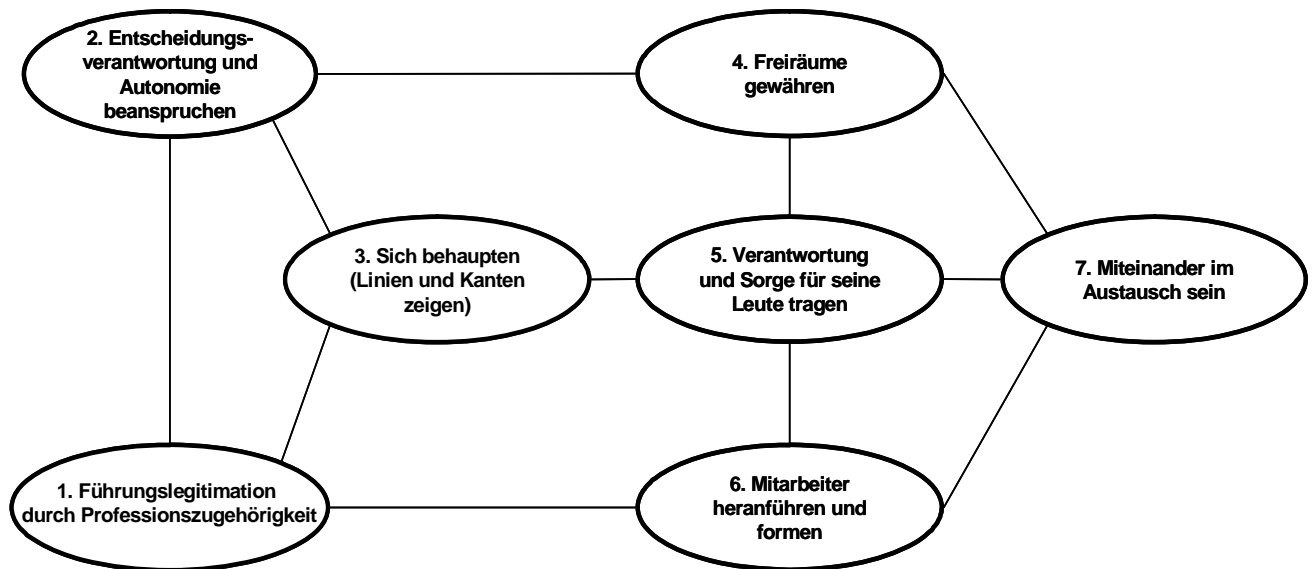 2. Entscheidungs-
verantwortung und
Autonomie
beanspruchen
4. Freiräume
gewähren
3. Sich behaupten
(Linien und Kanten
zeigen)
5. Verantwortung
und Sorge für seine
Leute tragen
7. Miteinander im
Austausch sein
1. Führungslegitimation
durch Professionszugehörigkeit
6. Mitarbeiter
heranführen und
formen